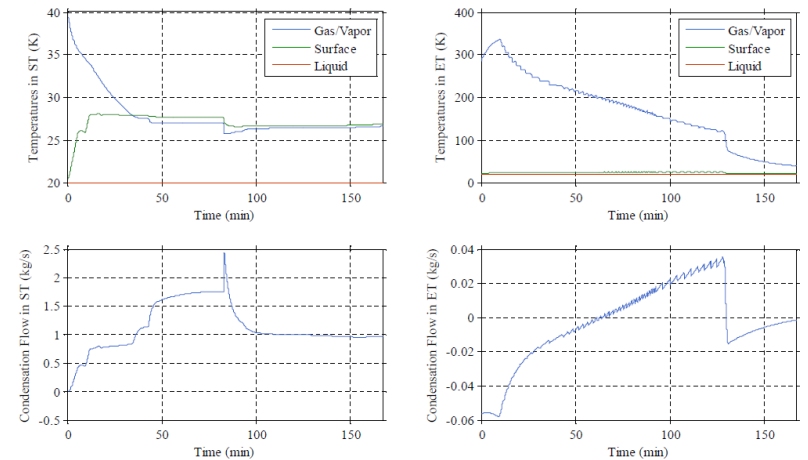 40
35
30
25
20
Temperatures in ST (K)
Gas/Vapor
Surface
Liquid
0
50
100
150
Time (min)
400
300
200
100
0
Temperatures in ET (K)
Gas/Vapor
Surface
Liquid
0
50
100
150
Time (min)
2.5
2
1.5
1
0.5
0
-0.5
Condensation Flow in ST (kg/s)
0
50
100
150
Time (min)
0.04
0.02
0
-0.02
-0.04
-0.06
Condensation Flow in ET (kg/s)
0
50
100
150
Time (min)